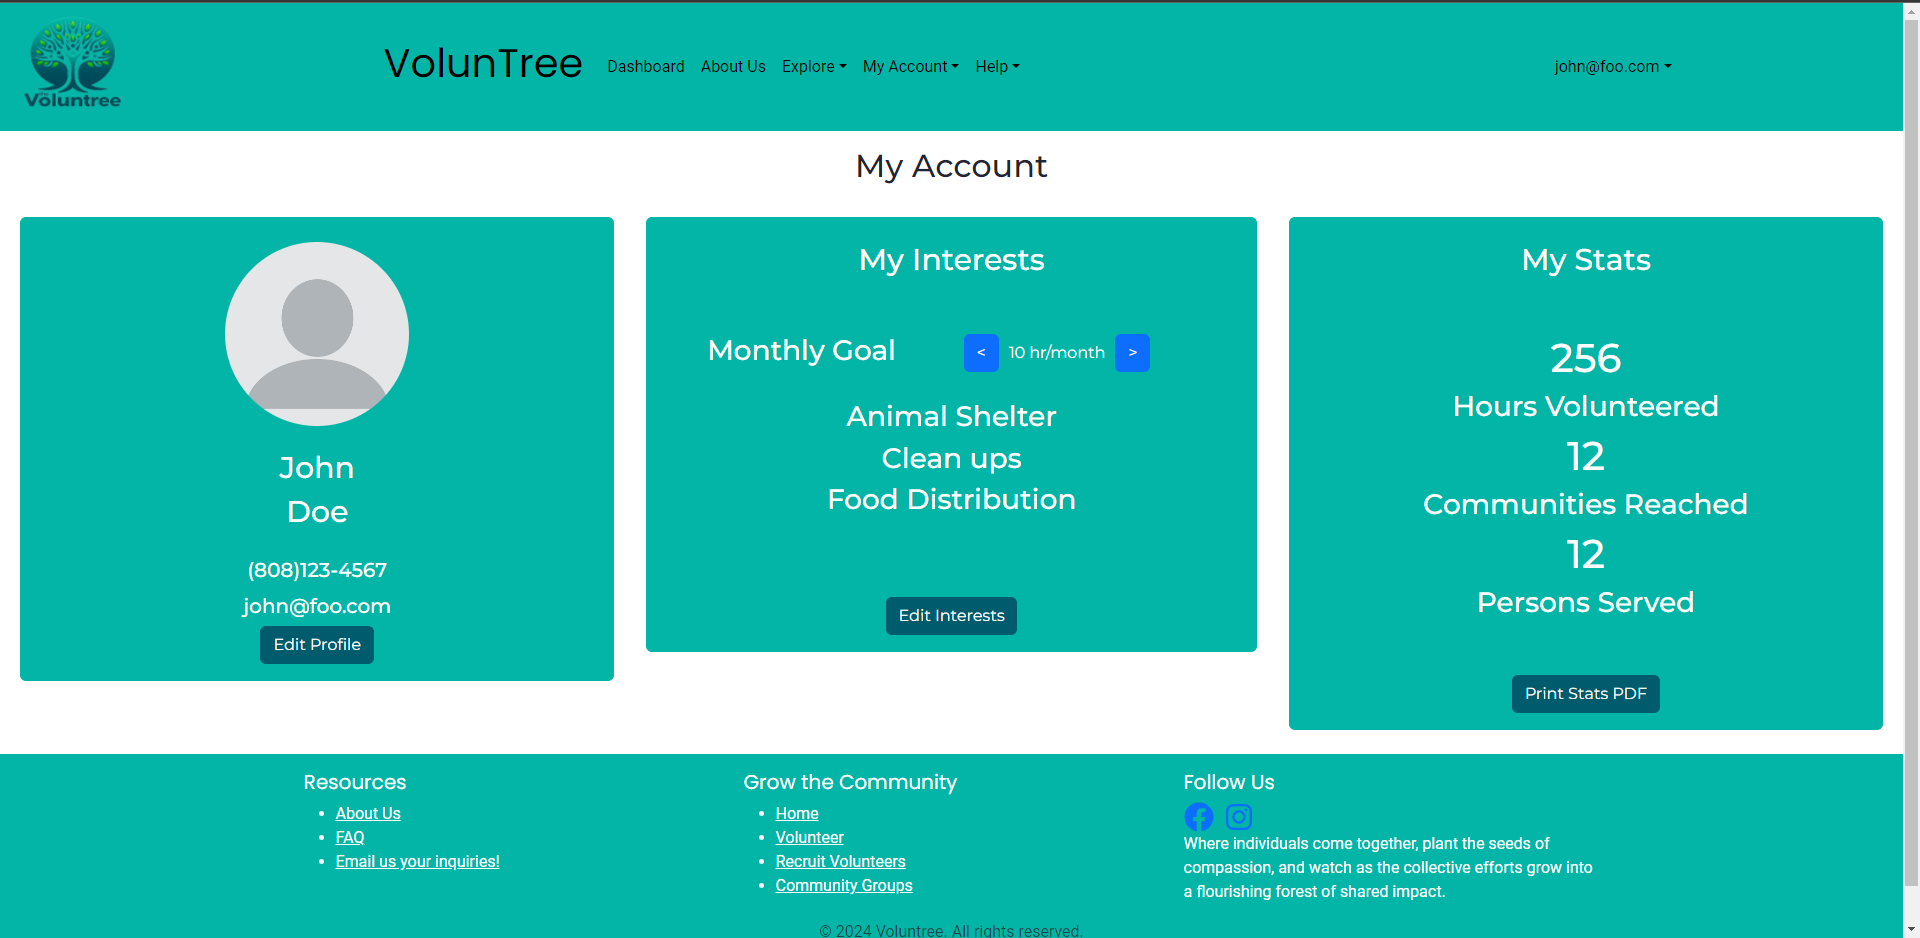 Voluntree
VolunTree
Dashboard About Us Explore My Account Help
john@foo.com
My Account
John
Doe
(808)123-4567
john@foo.com
Edit Profile
My Interests
Monthly Goal < 10 hr/month >
Animal Shelter
Clean ups
Food Distribution
Edit Interests
My Stats
256
Hours Volunteered
12
Communities Reached
12
Persons Served
Print Stats PDF
Resources
• About Us
• FAQ
• Email us your inquiries!
Grow the Community
• Home
• Volunteer
• Recruit Volunteers
• Community Groups
Follow Us
Where individuals come together, plant the seeds of
compassion, and watch as the collective efforts grow into
a flourishing forest of shared impact.
© 2024 Voluntree. All rights reserved.